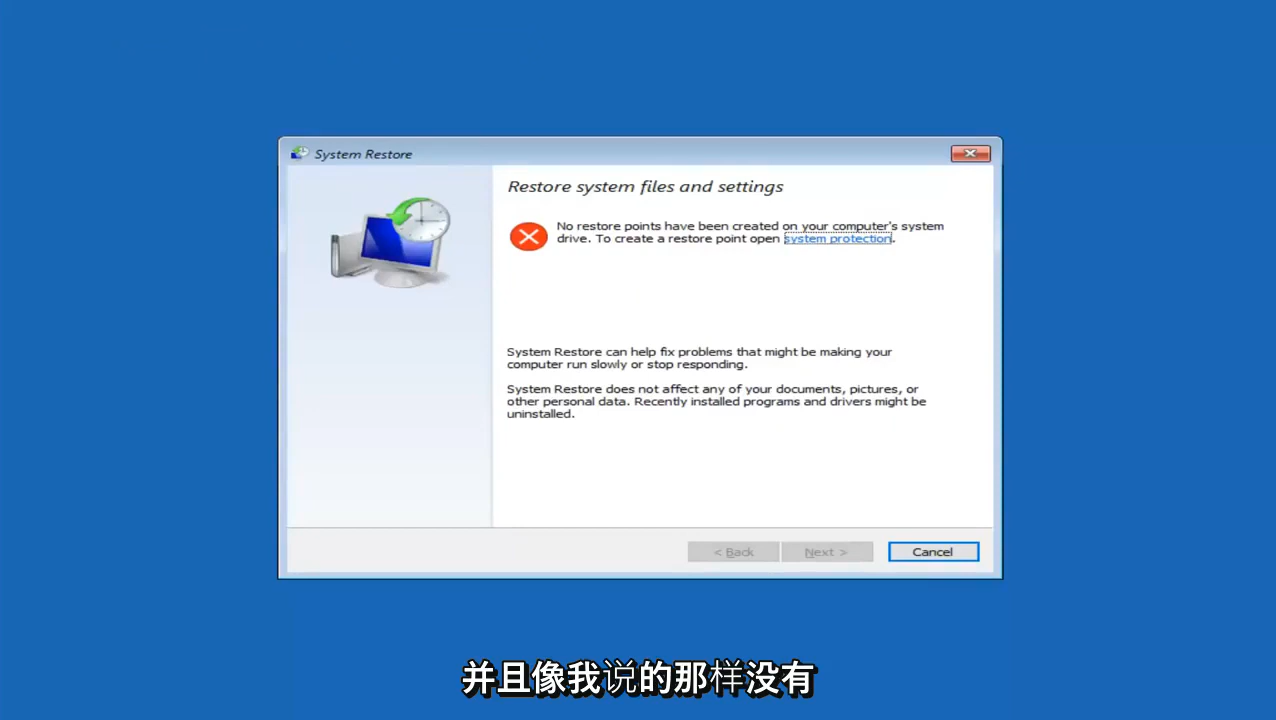 System Restore
Restore system files and settings
No restore points have been created on your computer's system
drive. To create a restore point open system protection.
System Restore can help fix problems that might be making your
computer run slowly or stop responding.
System Restore does not affect any of your documents, pictures, or
other personal data. Recently installed programs and drivers might be
uninstalled.
< Back Next > Cancel
并且像我说的那样没有